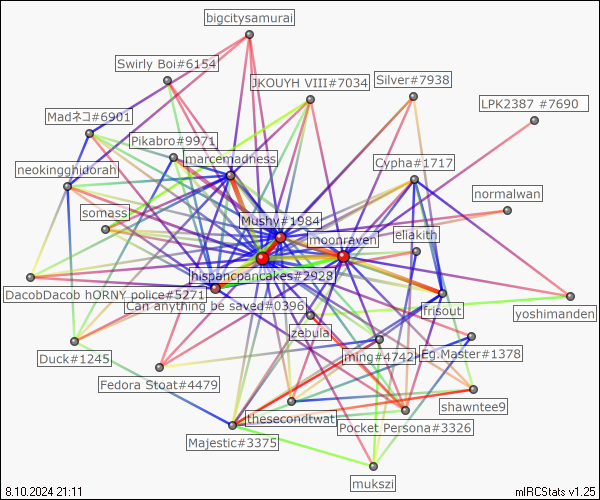 bigcitysamurai
Swirly Boi#6154
JKOUYH VIII#7034
Silver#7938
LPK2387 #7690
Madネコ#6901
Pikabro#9971
marcemadness
Cypha#1717
neokingghidorah
normalwan
somass
Mushy#1984
moonraven
eliakith
hispancpancakes#2928
DacobDacob hORNY police#5271
Can anything be saved#0396
frisout
yoshimanden
zebula
Duck#1245
ming#4742
Eg.Master#1378
Fedora Stoat#4479
shawntee9
thesecondtwat
Pocket Persona#3326
Majestic#3375
mukszi
8.10.2024 21:11
mIRCStats v1.25